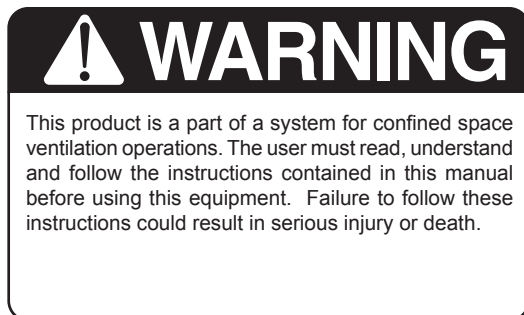 WARNING
This product is a part of a system for confined space
ventilation operations. The user must read, understand
and follow the instructions contained in this manual
before using this equipment.  Failure to follow these
instructions could result in serious injury or death.